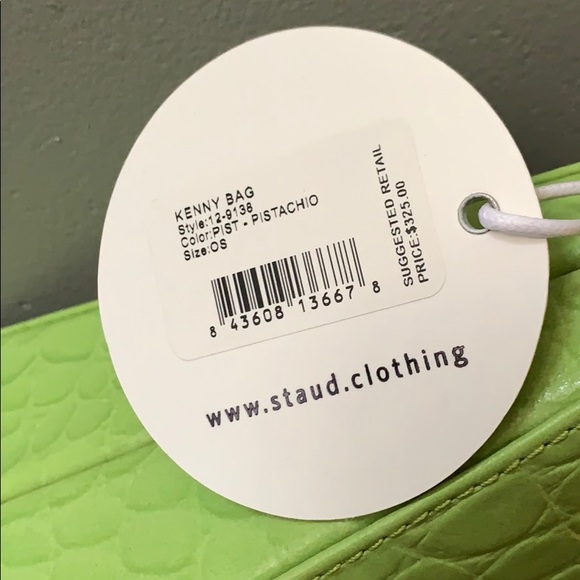 KENNY BAG
Style:12-9138
Color:PIST - PISTACHIO
Size:OS
8 43608 13667 8
SUGGESTED RETAIL
PRICE:$325.00
www.staud.clothing